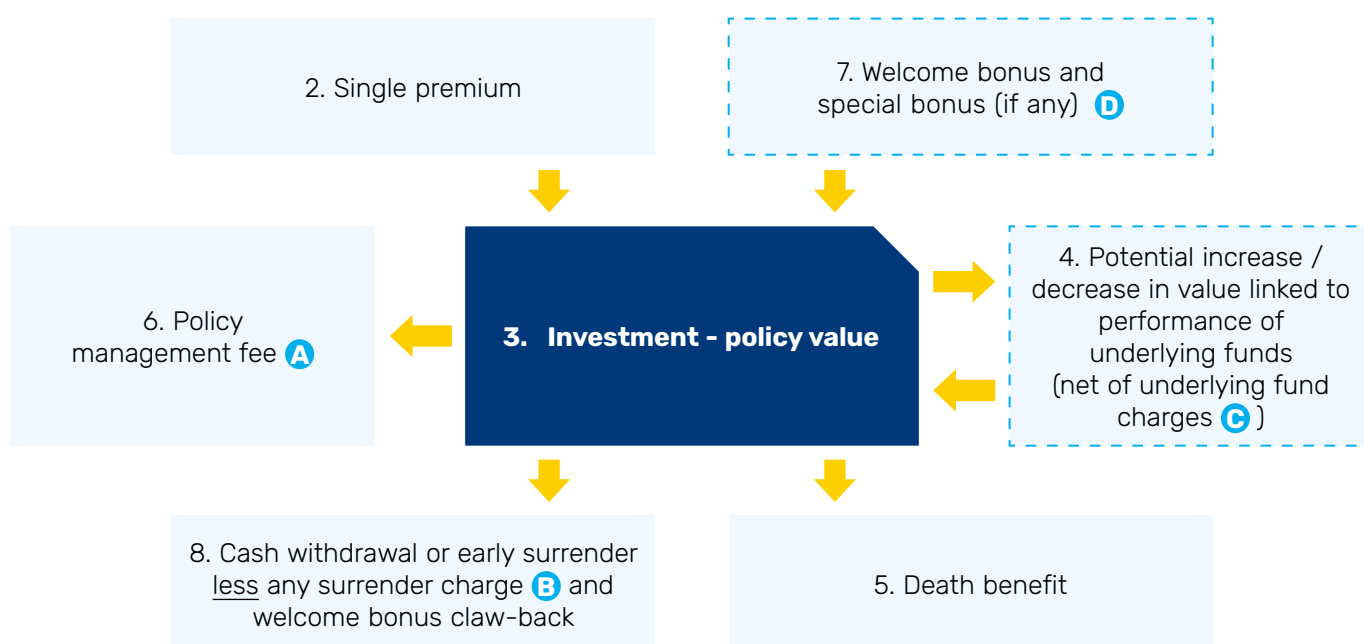 2. Single premium
7. Welcome bonus and
special bonus (if any) D
6. Policy
management fee A
3. Investment - policy value
4. Potential increase /
decrease in value linked to
performance of
underlying funds
(net of underlying fund
charges C )
8. Cash withdrawal or early surrender
less any surrender charge B and
welcome bonus claw-back
5. Death benefit